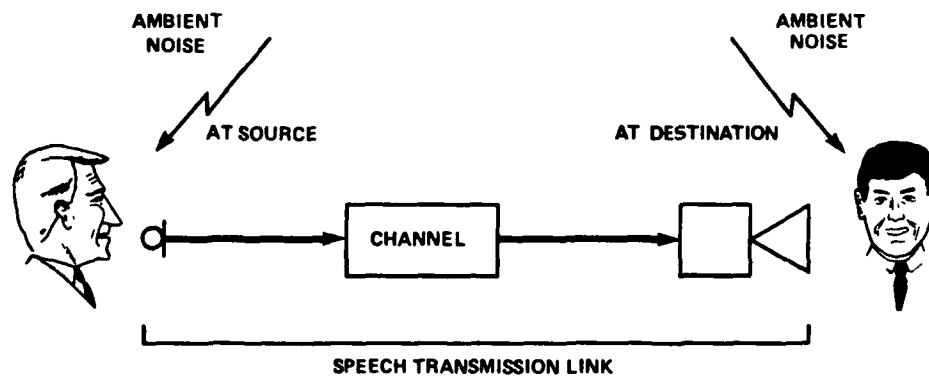 AMBIENT
NOISE
AMBIENT
NOISE
AT SOURCE
AT DESTINATION
CHANNEL
SPEECH TRANSMISSION LINK